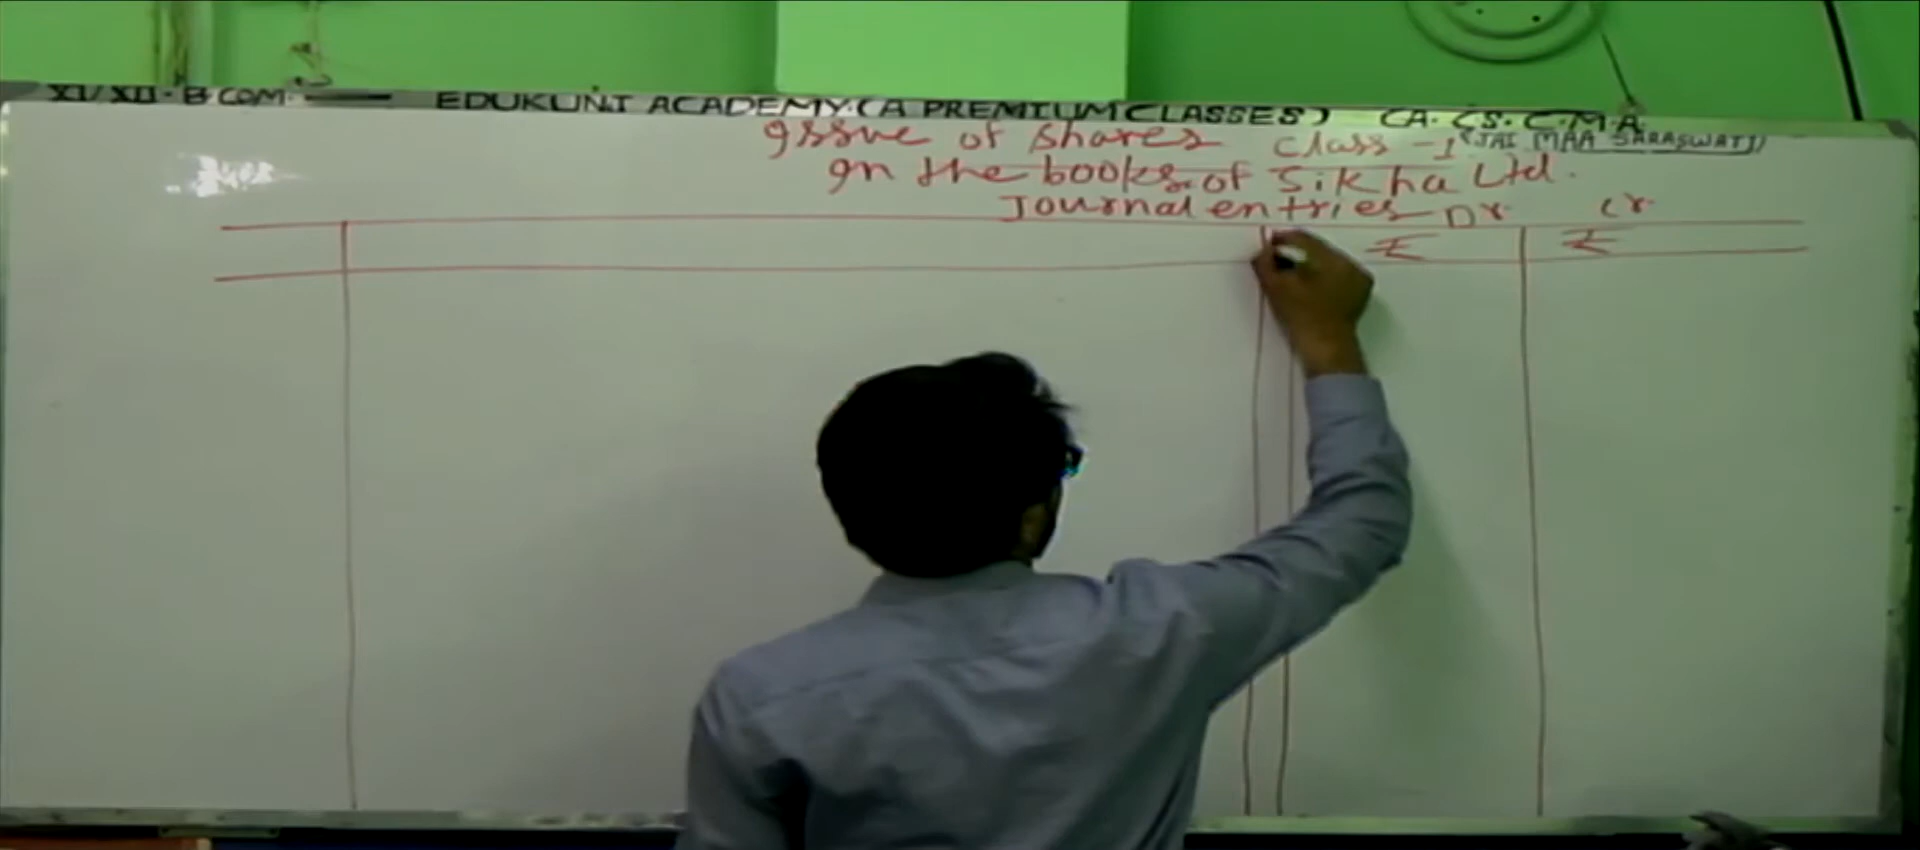 XI/XII. B.COM. — EDUKUNJ ACADEMY. (A PREMIUM CLASSES) CA. CS. C.M.A
Issue of Shares Class -1 (JAI MAA SARASWATI)
In the books of Sikha Ltd.
Journal entries Dr. Cr.
₹ ₹